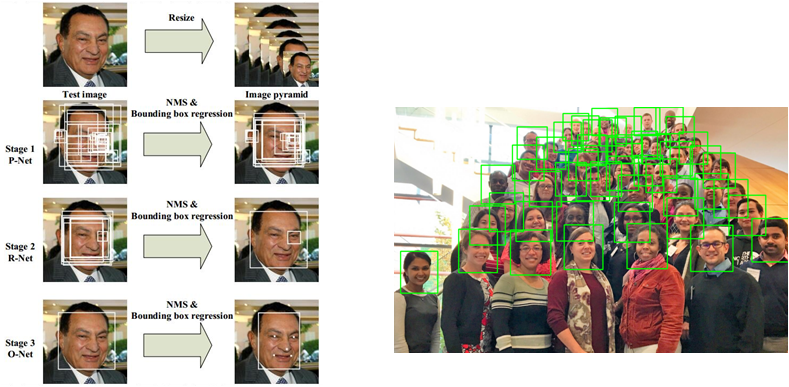 Resize
Test image
Image pyramid
NMS &
Bounding box regression
Stage 1
P-Net
NMS &
Bounding box regression
Stage 2
R-Net
NMS &
Bounding box regression
Stage 3
O-Net